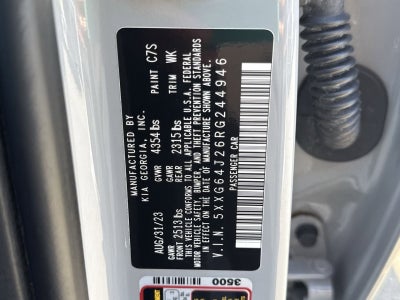 MANUFACTURED BY
KIA GEORGIA, INC.
PAINT C7S
TRIM WK
AUG/31/23
GVWR 4354 lbs
GAWR FRONT 2513 lbs
GAWR REAR 2315 lbs
THIS VEHICLE CONFORMS TO ALL APPLICABLE U.S.A. FEDERAL
MOTOR VEHICLE SAFETY, BUMPER, AND THEFT PREVENTION STANDARDS
IN EFFECT ON THE DATE OF MANUFACTURE SHOWN ABOVE.
V.I.N. 5XXG64J26RG244946
PASSENGER CAR
3500